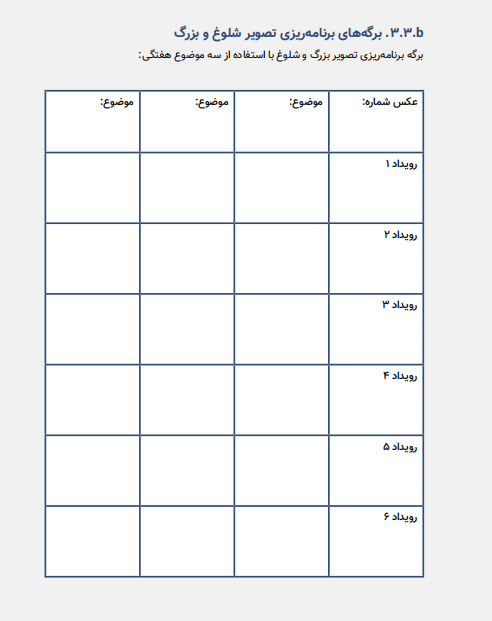 ۳.۳.b. برگه‌های برنامه‌ریزی تصویر شلوغ و بزرگ
برگه برنامه‌ریزی تصویر بزرگ و شلوغ با استفاده از سه موضوع هفتگی:
عکس شماره: موضوع: موضوع: موضوع:
رویداد ۱
رویداد ۲
رویداد ۳
رویداد ۴
رویداد ۵
رویداد ۶